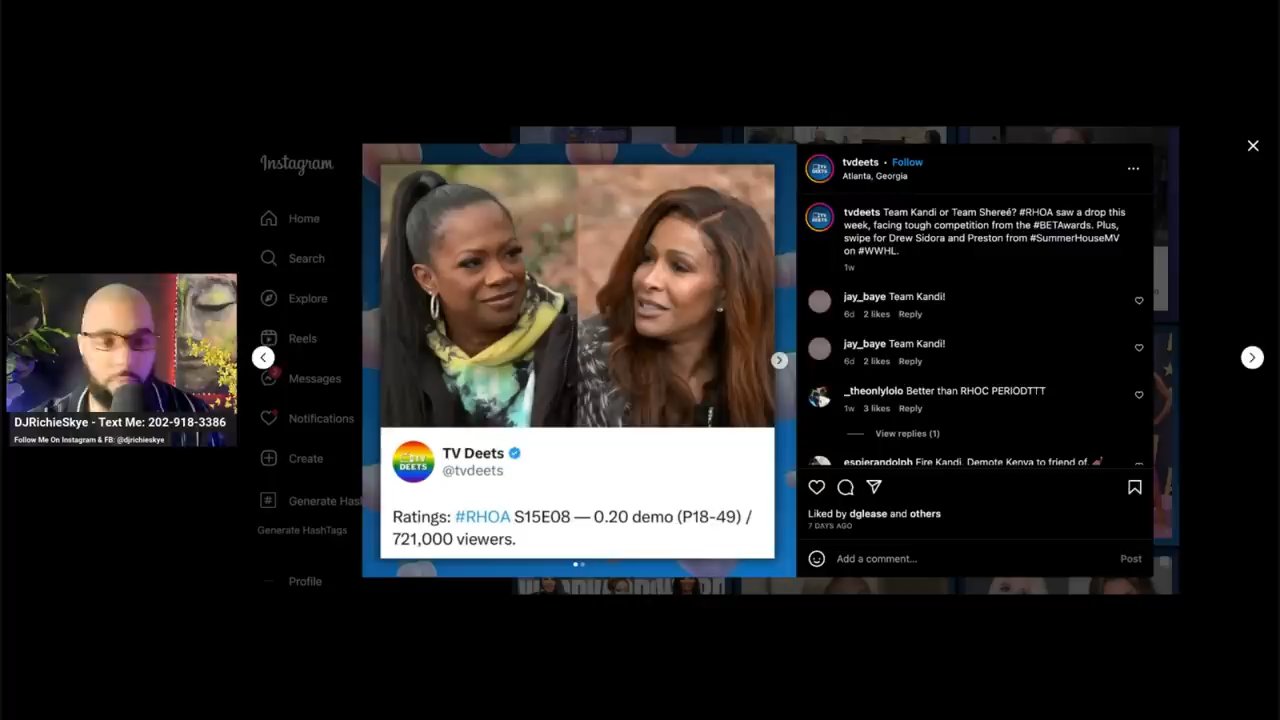 Instagram
Home
Search
Explore
Reels
Messages
Notifications
Create
Generate Hash
Generate HashTags
Profile
DJRichieSkye - Text Me: 202-918-3386
Follow Me On Instagram & FB: @djrichieskye
TV
DEETS
TV Deets
@tvdeets
Ratings: #RHOA S15E08 — 0.20 demo (P18-49) /
721,000 viewers.
tvdeets • Follow
Atlanta, Georgia
tvdeets Team Kandi or Team Shereé? #RHOA saw a drop this
week, facing tough competition from the #BETAwards. Plus,
swipe for Drew Sidora and Preston from #SummerHouseMV
on #WWHL.
1w
jay_baye Team Kandi!
6d 2 likes Reply
jay_baye Team Kandi!
6d 2 likes Reply
_theonlylolo Better than RHOC PERIODTTT
1w 3 likes Reply
View replies (1)
espierandolph Fire Kandi. Demote Kenya to friend of.
Liked by dglease and others
7 DAYS AGO
Add a comment...
Post